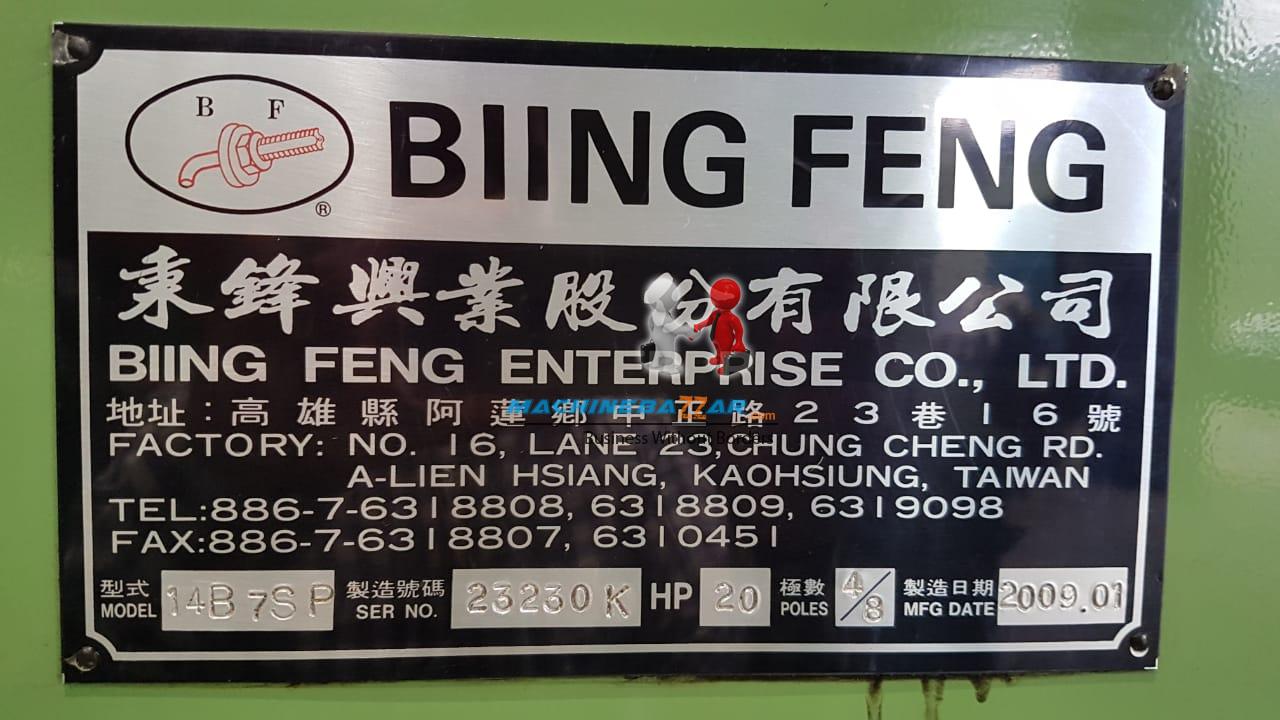 B F
®
BIING FENG
秉鋒興業股份有限公司
BIING FENG ENTERPRISE CO., LTD.
地址：高雄縣阿蓮鄉中正路23巷16號
MACHINEBAZZAR.com
Business Without Borders
FACTORY: NO. 16, LANE 23,CHUNG CHENG RD.
A-LIEN HSIANG, KAOHSIUNG, TAIWAN
TEL:886-7-6318808, 6318809, 6319098
FAX:886-7-6318807, 6310451
型式 MODEL 14B7SP 製造號碼 SER NO. 23230K HP 20 極數 POLES 4/8 製造日期 MFG DATE 2009.01